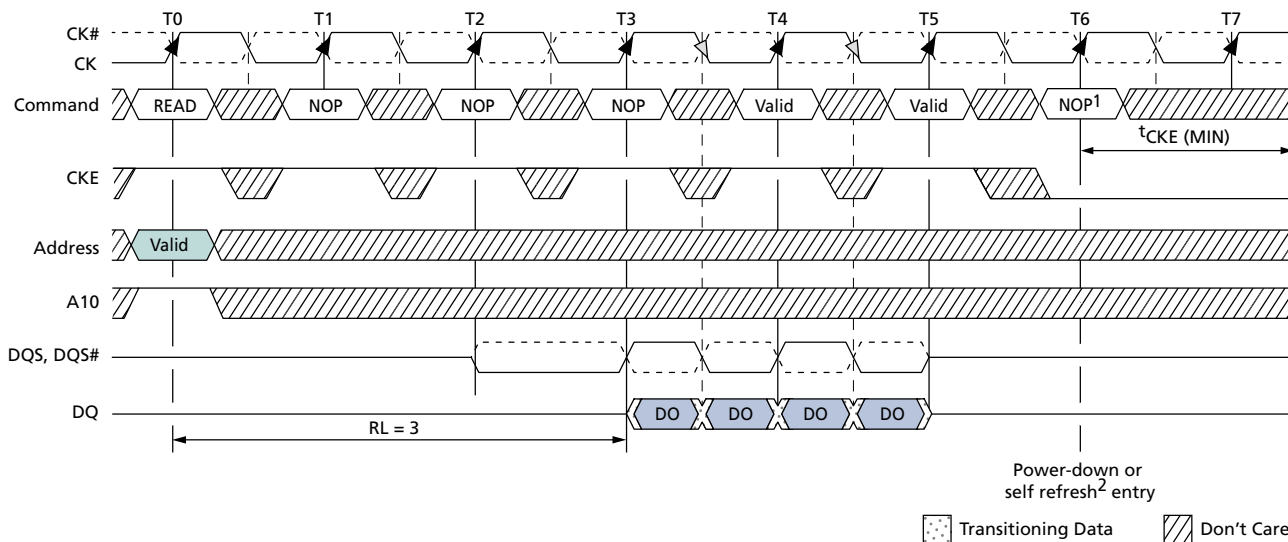 T0 T1 T2 T3 T4 T5 T6 T7
CK#
CK
Command READ NOP NOP NOP Valid Valid NOP1
tCKE (MIN)
CKE
Address Valid
A10
DQS, DQS#
DQ DO DO DO DO
RL = 3
Power-down or
self refresh2 entry
Transitioning Data Don't Care